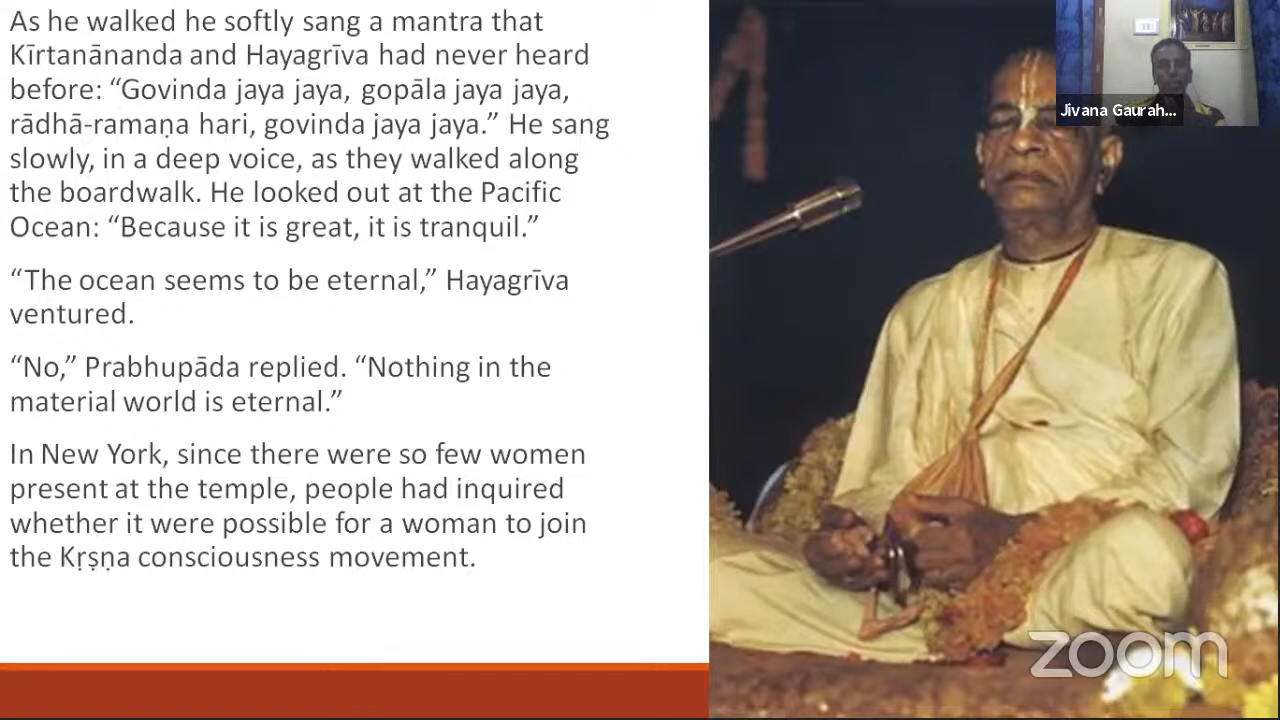 As he walked he softly sang a mantra that
Kīrtanānanda and Hayagrīva had never heard
before: “Govinda jaya jaya, gopāla jaya jaya,
rādhā-ramaṇa hari, govinda jaya jaya.” He sang
slowly, in a deep voice, as they walked along
the boardwalk. He looked out at the Pacific
Ocean: “Because it is great, it is tranquil.”
“The ocean seems to be eternal,” Hayagrīva
ventured.
“No,” Prabhupāda replied. “Nothing in the
material world is eternal.”
In New York, since there were so few women
present at the temple, people had inquired
whether it were possible for a woman to join
the Kṛṣṇa consciousness movement.
Jivana Gaurah...
zoom